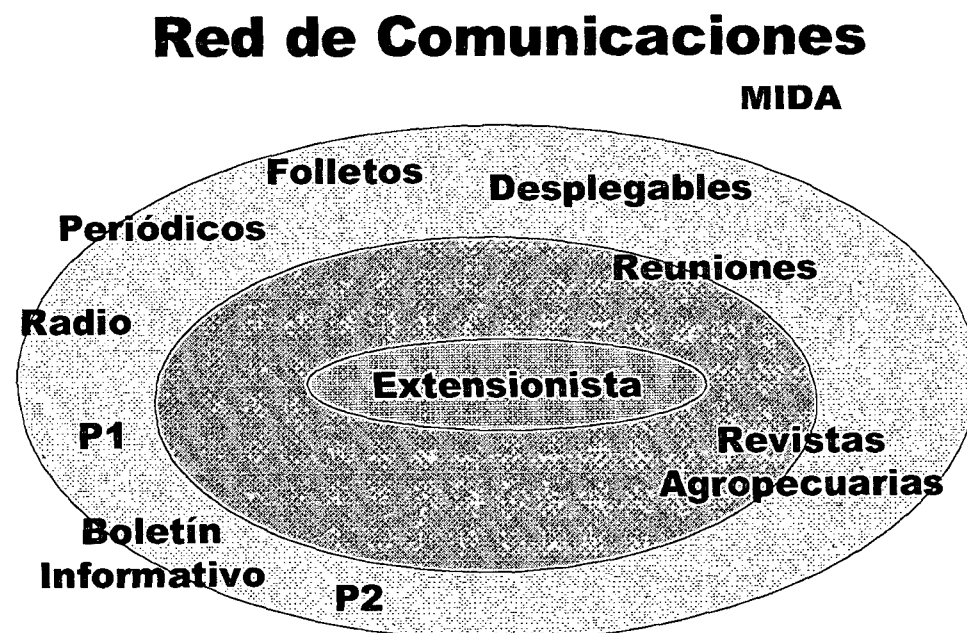 Red de Comunicaciones
MIDA
Folletos
Desplegables
Periódicos
Reuniones
Radio
Extensionista
P1
Revistas
Agropecuarias
Boletín
Informativo
P2